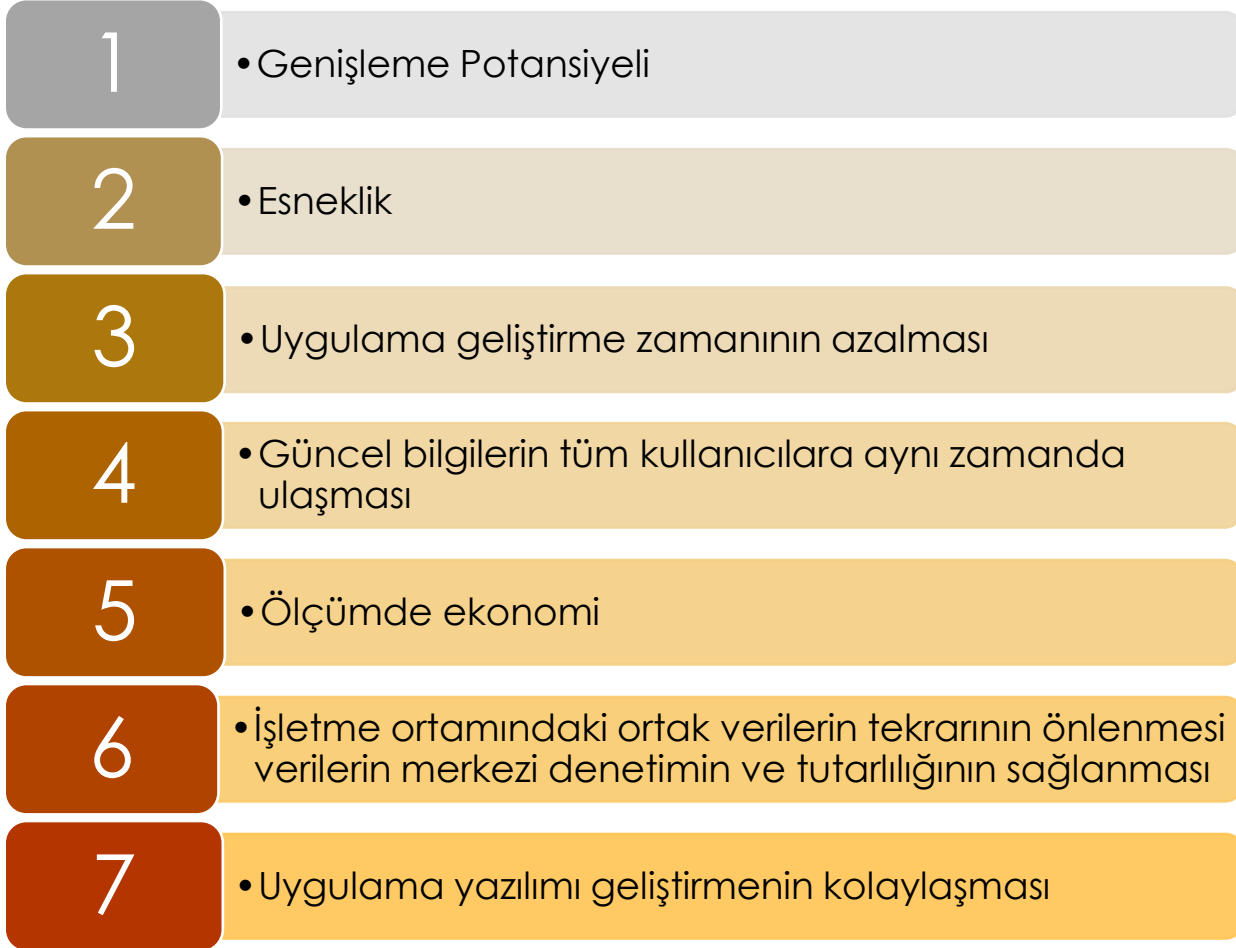 1
•Genişleme Potansiyeli
2
•Esneklik
3
•Uygulama geliştirme zamanının azalması
4
•Güncel bilgilerin tüm kullanıcılara aynı zamanda
ulaşması
5
•Ölçümde ekonomi
6
•İşletme ortamındaki ortak verilerin tekrarının önlenmesi
verilerin merkezi denetimin ve tutarlılığının sağlanması
7
•Uygulama yazılımı geliştirmenin kolaylaşması